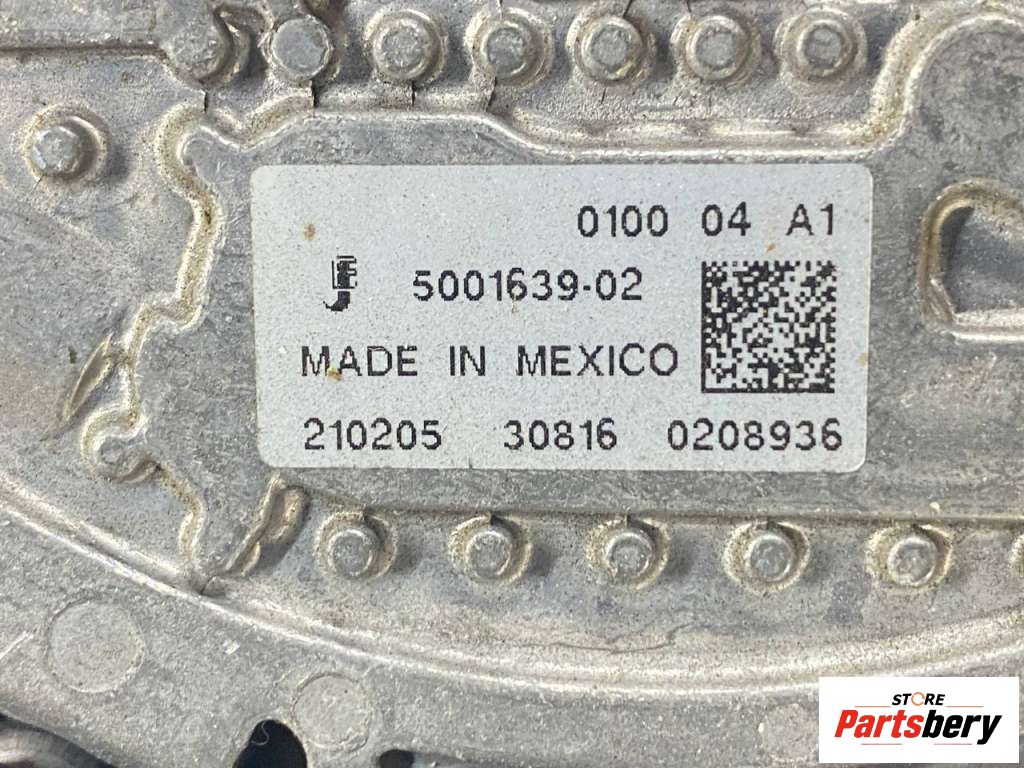 0100 04 A1
5001639-02
MADE IN MEXICO
210205 30816 0208936
STORE
Partsbery